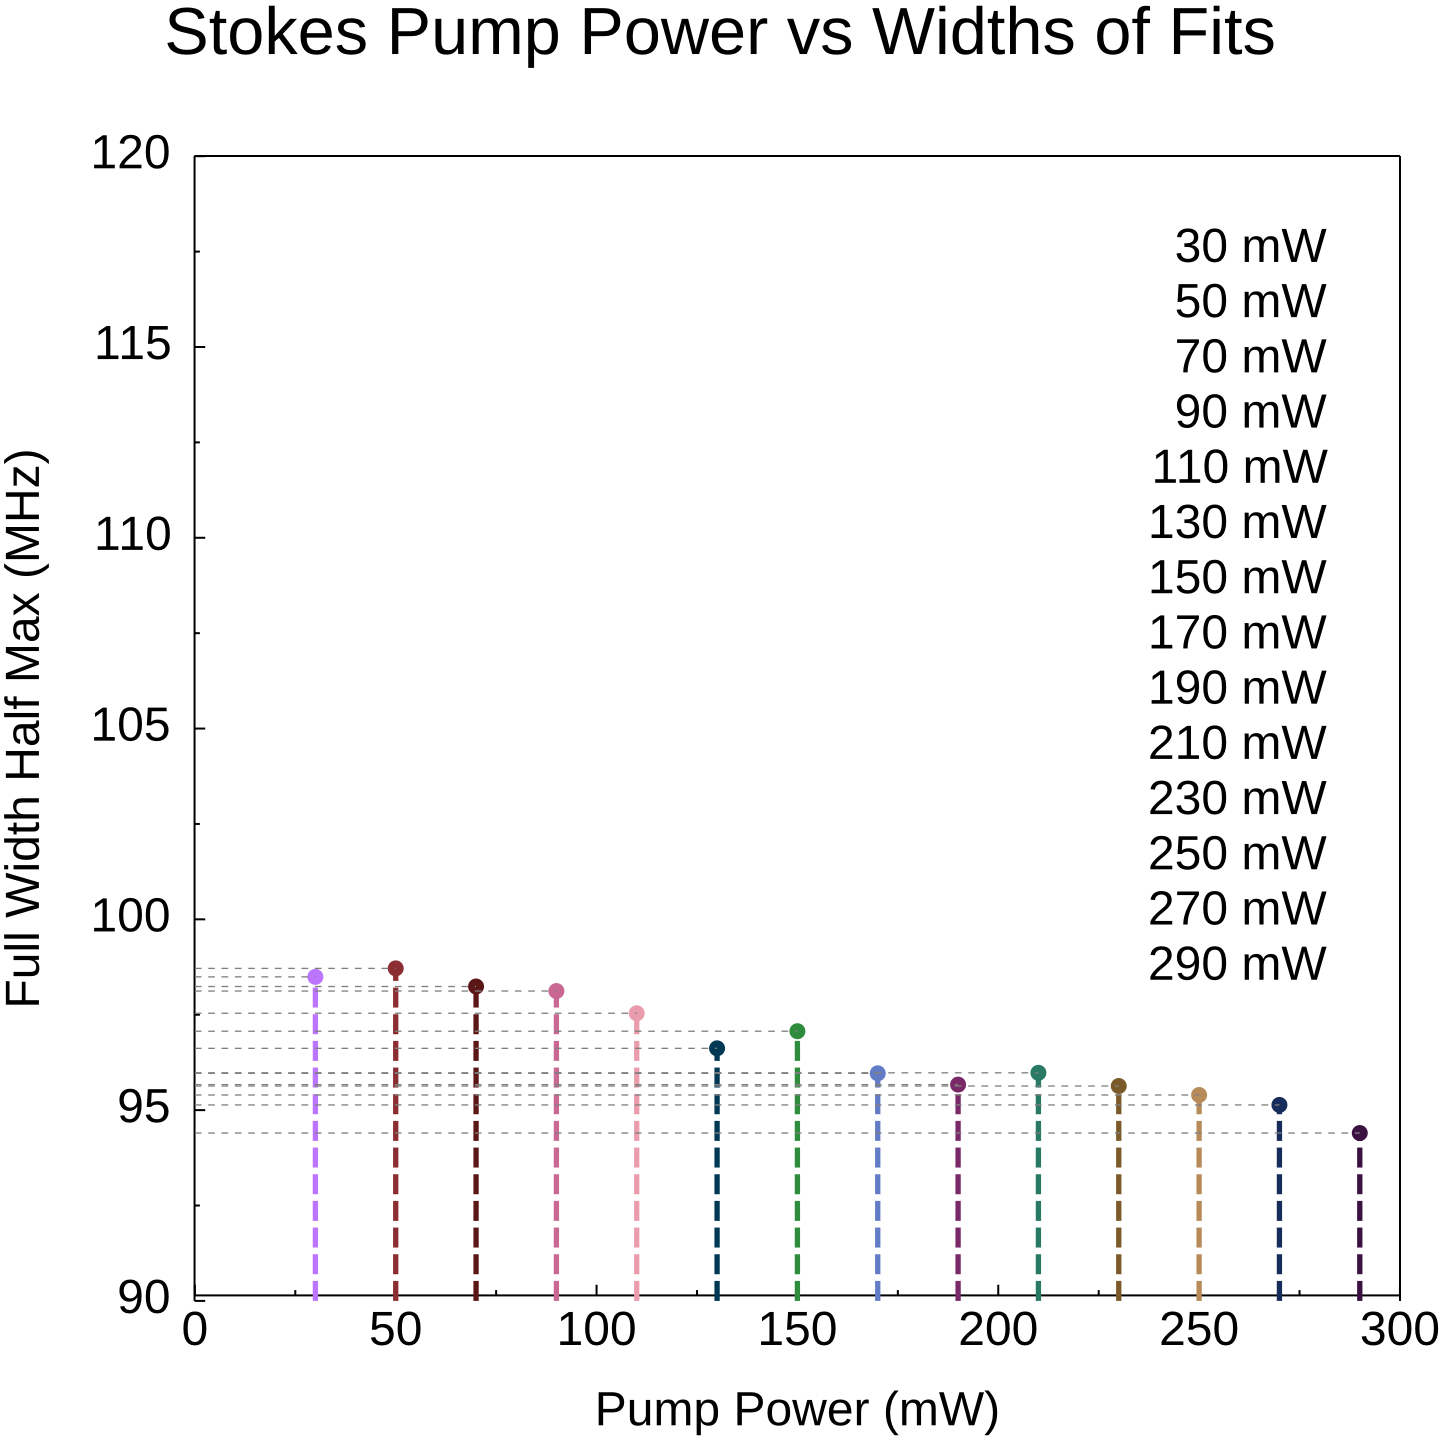 Stokes Pump Power vs Widths of Fits
120
115
110
105
100
95
90
Full Width Half Max (MHz)
30 mW
50 mW
70 mW
90 mW
110 mW
130 mW
150 mW
170 mW
190 mW
210 mW
230 mW
250 mW
270 mW
290 mW
0 50 100 150 200 250 300
Pump Power (mW)